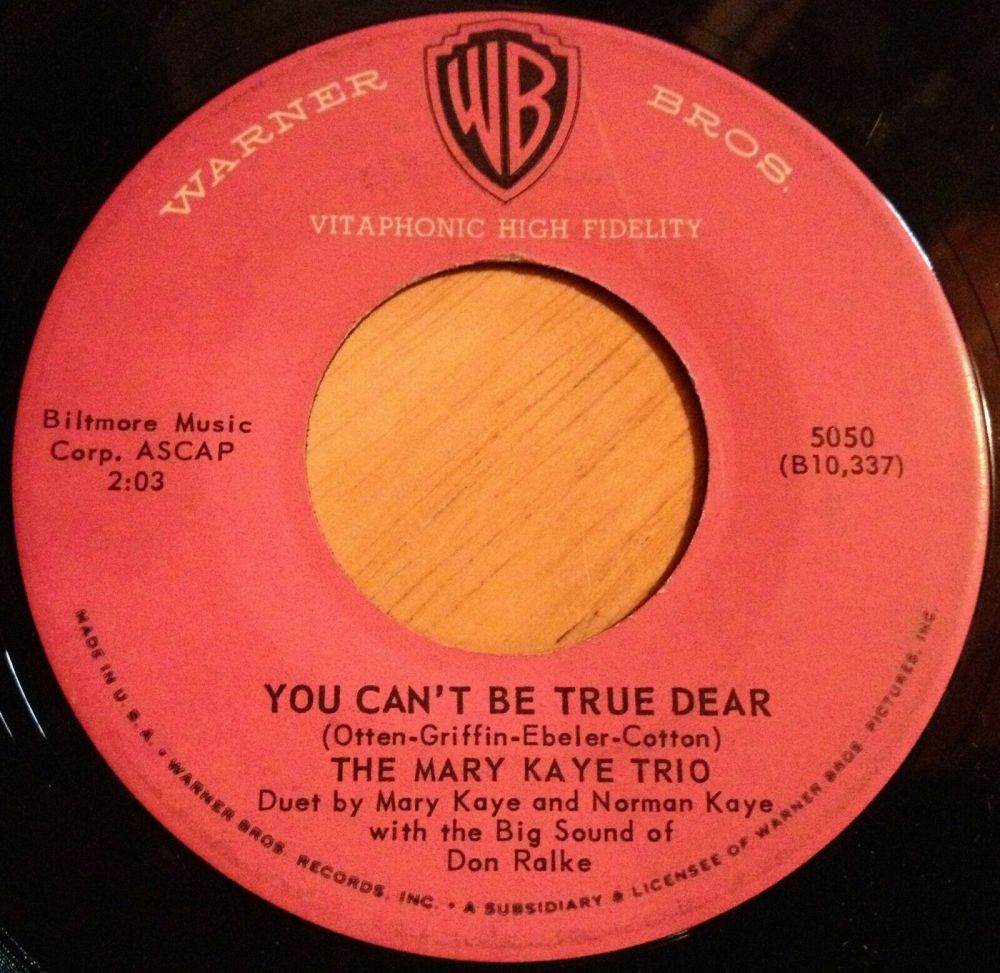 WARNER BROS.
WB
VITAPHONIC HIGH FIDELITY
Biltmore Music
Corp. ASCAP
2:03
5050
(B10,337)
YOU CAN'T BE TRUE DEAR
(Otten-Griffin-Ebeler-Cotton)
THE MARY KAYE TRIO
Duet by Mary Kaye and Norman Kaye
with the Big Sound of
Don Ralke
MADE IN U.S.A. • WARNER BROS. RECORDS, INC. • A SUBSIDIARY & LICENSEE OF WARNER BROS. PICTURES, INC.